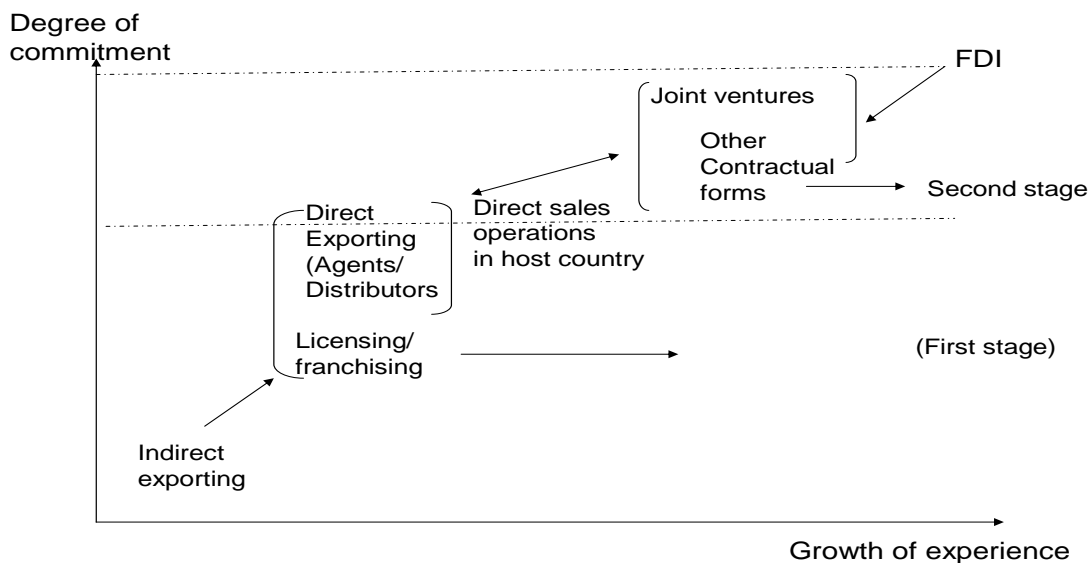 Degree of
commitment
FDI
Joint ventures
Other
Contractual
forms
Second stage
Direct
Exporting
(Agents/
Distributors
Direct sales
operations
in host country
Licensing/
franchising
(First stage)
Indirect
exporting
Growth of experience